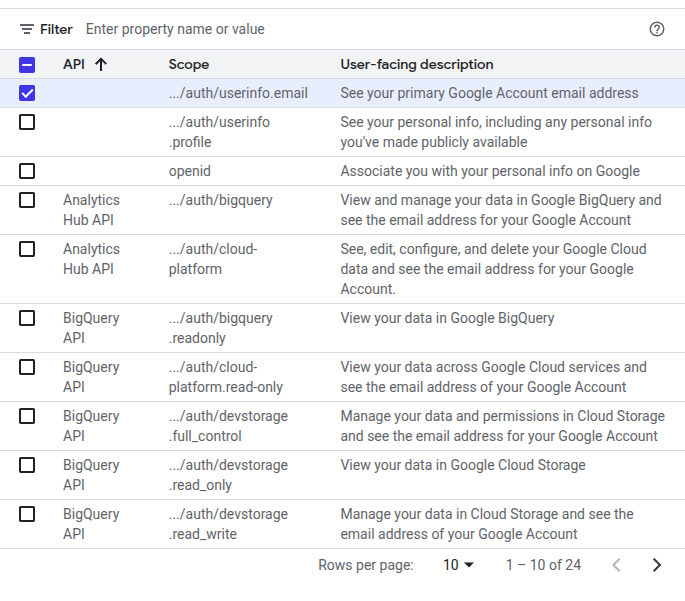 Filter Enter property name or value
API Scope User-facing description
.../auth/userinfo.email See your primary Google Account email address
.../auth/userinfo See your personal info, including any personal info
.profile you've made publicly available
openid Associate you with your personal info on Google
Analytics .../auth/bigquery View and manage your data in Google BigQuery and
Hub API see the email address for your Google Account
Analytics .../auth/cloud- See, edit, configure, and delete your Google Cloud
Hub API platform data and see the email address for your Google
Account.
BigQuery .../auth/bigquery View your data in Google BigQuery
API .readonly
BigQuery .../auth/cloud- View your data across Google Cloud services and
API platform.read-only see the email address of your Google Account
BigQuery .../auth/devstorage Manage your data and permissions in Cloud Storage
API .full_control and see the email address for your Google Account
BigQuery .../auth/devstorage View your data in Google Cloud Storage
API .read_only
BigQuery .../auth/devstorage Manage your data in Cloud Storage and see the
API .read_write email address of your Google Account
Rows per page: 10 1 – 10 of 24